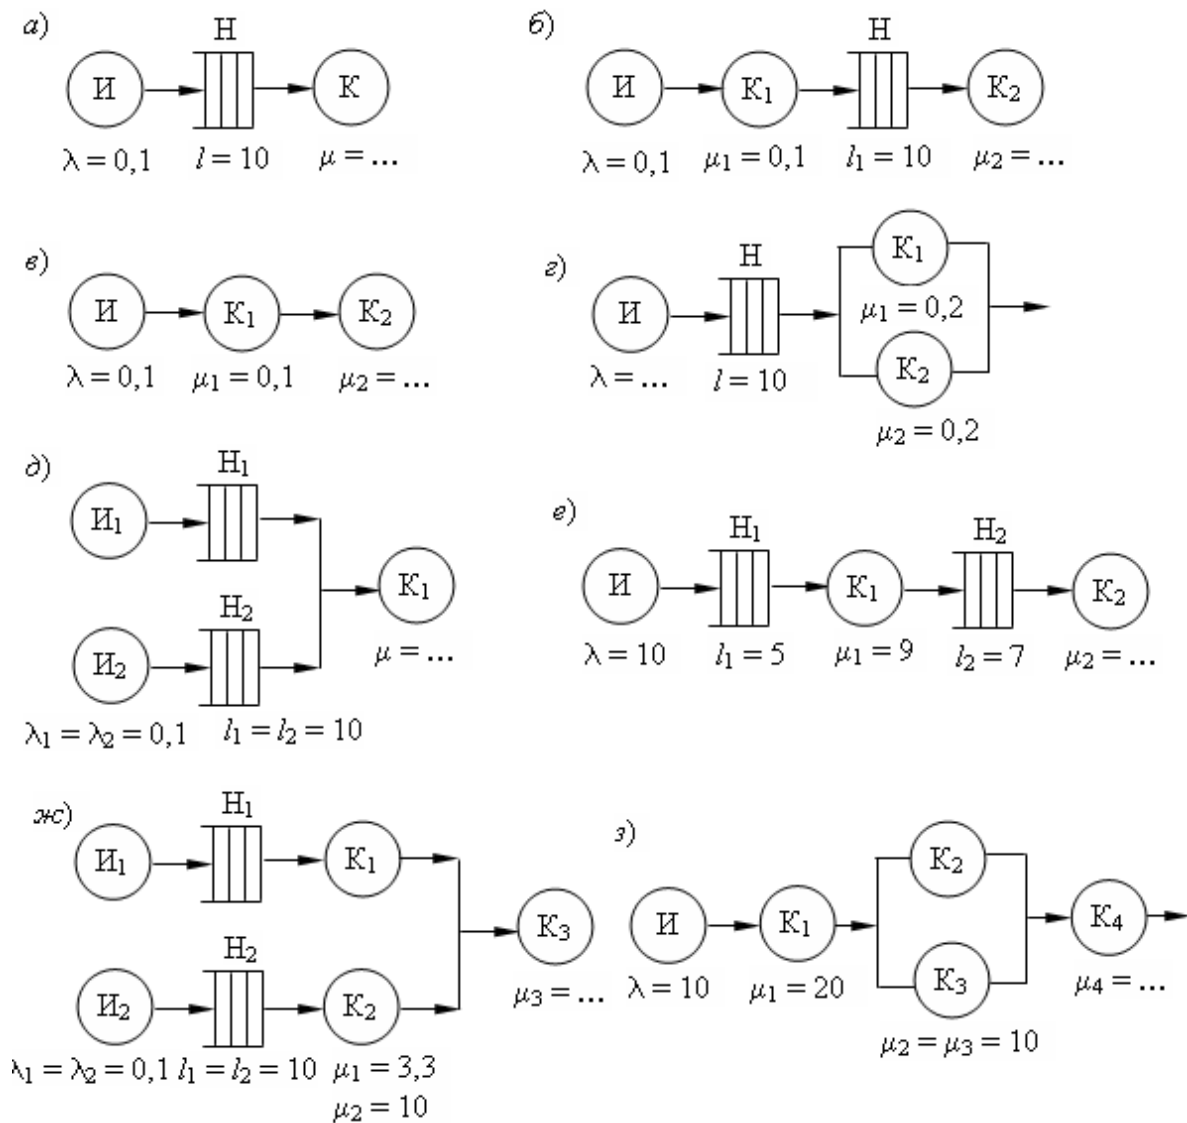 а) Н б) Н
И К И К₁ К₂
λ = 0,1 l = 10 μ = ... λ = 0,1 μ₁ = 0,1 l₁ = 10 μ₂ = ...
в) г) Н К₁
И К₁ К₂ И μ₁ = 0,2
λ = 0,1 μ₁ = 0,1 μ₂ = ... λ = ... l = 10 К₂
μ₂ = 0,2
д) Н₁
И₁ е) Н₁ Н₂
К₁ И К₁ К₂
Н₂
И₂ μ = ... λ = 10 l₁ = 5 μ₁ = 9 l₂ = 7 μ₂ = ...
λ₁ = λ₂ = 0,1 l₁ = l₂ = 10
ж) Н₁ з)
И₁ К₁ К₂
К₃ И К₁ К₄
Н₂
И₂ К₂ К₃
μ₃ = ... λ = 10 μ₁ = 20 μ₄ = ...
λ₁ = λ₂ = 0,1 l₁ = l₂ = 10 μ₁ = 3,3 μ₂ = μ₃ = 10
μ₂ = 10